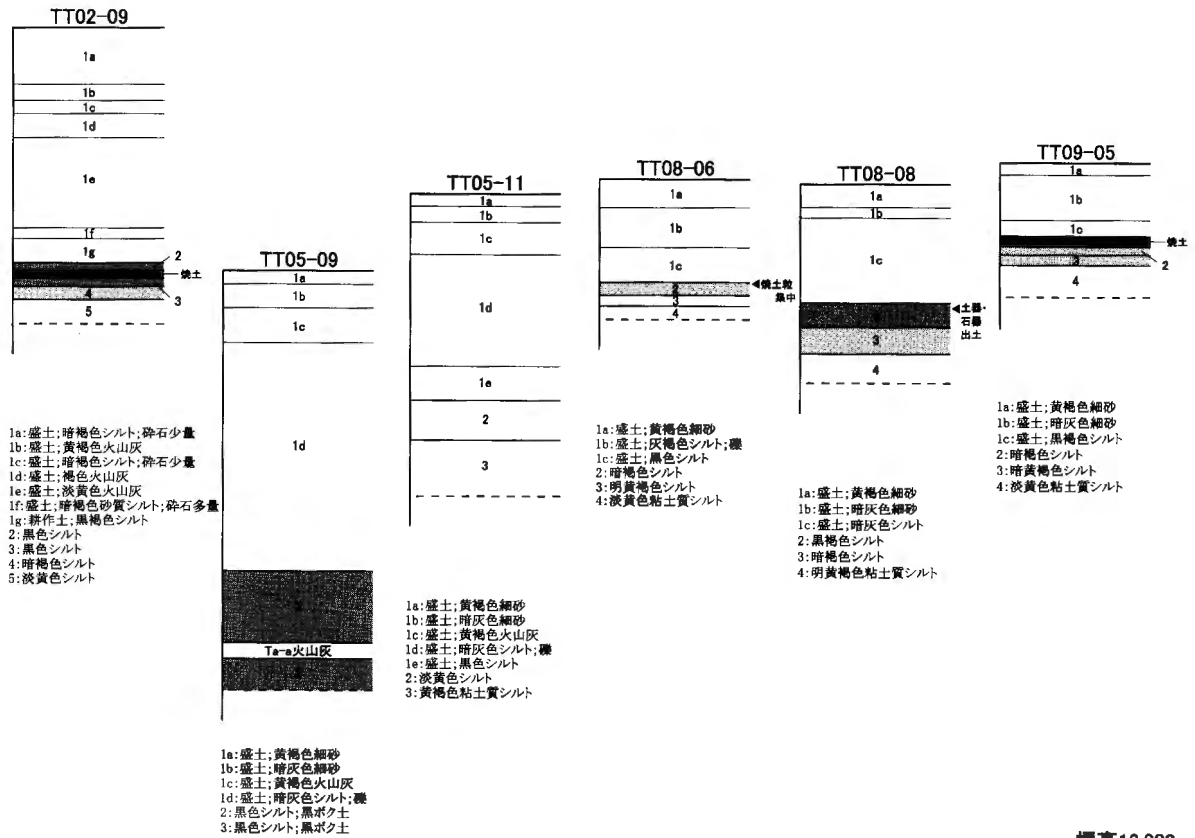 TT02-09
1a
1b
1c
1d
1e
1f
1g
2
焼土
4
3
5
1a:盛土;暗褐色シルト;砕石少量
1b:盛土;黄褐色火山灰
1c:盛土;暗褐色シルト;砕石少量
1d:盛土;褐色火山灰
1e:盛土;淡黄色火山灰
1f:盛土;暗褐色砂質シルト;砕石多量
1g:耕作土;黒褐色シルト
2:黒色シルト
3:黒色シルト
4:暗褐色シルト
5:淡黄色シルト
TT05-09
1a
1b
1c
1d
Ta-a火山灰
1a:盛土;黄褐色細砂
1b:盛土;暗灰色細砂
1c:盛土;黄褐色火山灰
1d:盛土;暗灰色シルト;礫
2:黒色シルト;黒ボク土
3:黒色シルト;黒ボク土
TT05-11
1a
1b
1c
1d
1e
2
3
1a:盛土;黄褐色細砂
1b:盛土;暗灰色細砂
1c:盛土;黄褐色火山灰
1d:盛土;暗灰色シルト;礫
1e:盛土;黒色シルト
2:淡黄色シルト
3:黄褐色粘土質シルト
TT08-06
1a
1b
1c
2
3
4
◀焼土粒
集中
1a:盛土;黄褐色細砂
1b:盛土;灰褐色シルト;礫
1c:盛土;黒色シルト
2:暗褐色シルト
3:明黄褐色シルト
4:淡黄色粘土質シルト
TT08-08
1a
1b
1c
3
4
◀土器・
石器
出土
1a:盛土;黄褐色細砂
1b:盛土;暗灰色細砂
1c:盛土;暗灰色シルト
2:黒褐色シルト
3:暗褐色シルト
4:明黄褐色粘土質シルト
TT09-05
1a
1b
1c
焼土
2
3
4
1a:盛土;黄褐色細砂
1b:盛土;暗灰色細砂
1c:盛土;黒褐色シルト
2:暗褐色シルト
3:暗黄褐色シルト
4:淡黄色粘土質シルト